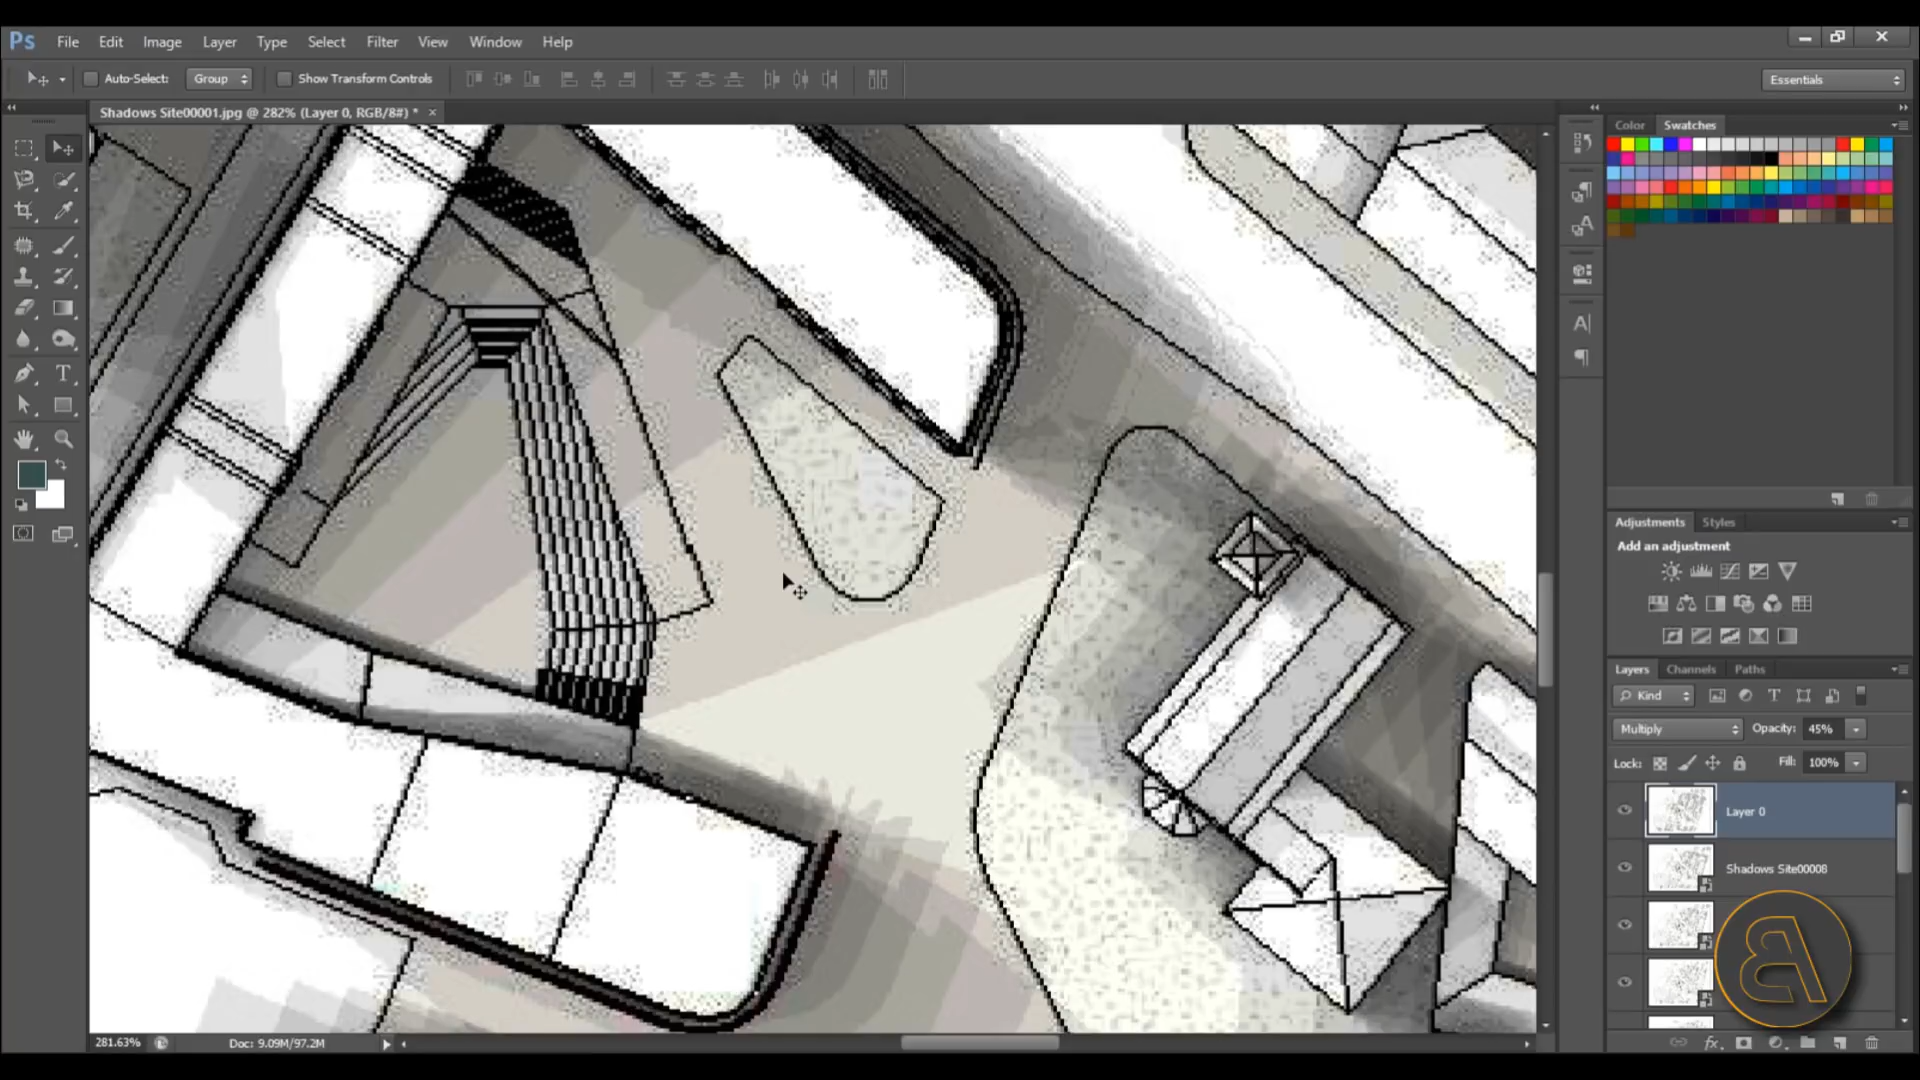 Ps File Edit Image Layer Type Select Filter View Window Help
Auto-Select: Group Show Transform Controls Essentials
Shadows Site00001.jpg @ 282% (Layer 0, RGB/8#) * ×
Color Swatches
Adjustments Styles
Add an adjustment
Layers Channels Paths
Kind
Multiply Opacity: 45%
Lock: Fill: 100%
Layer 0
Shadows Site00008
281.63% Doc: 9.09M/97.2M